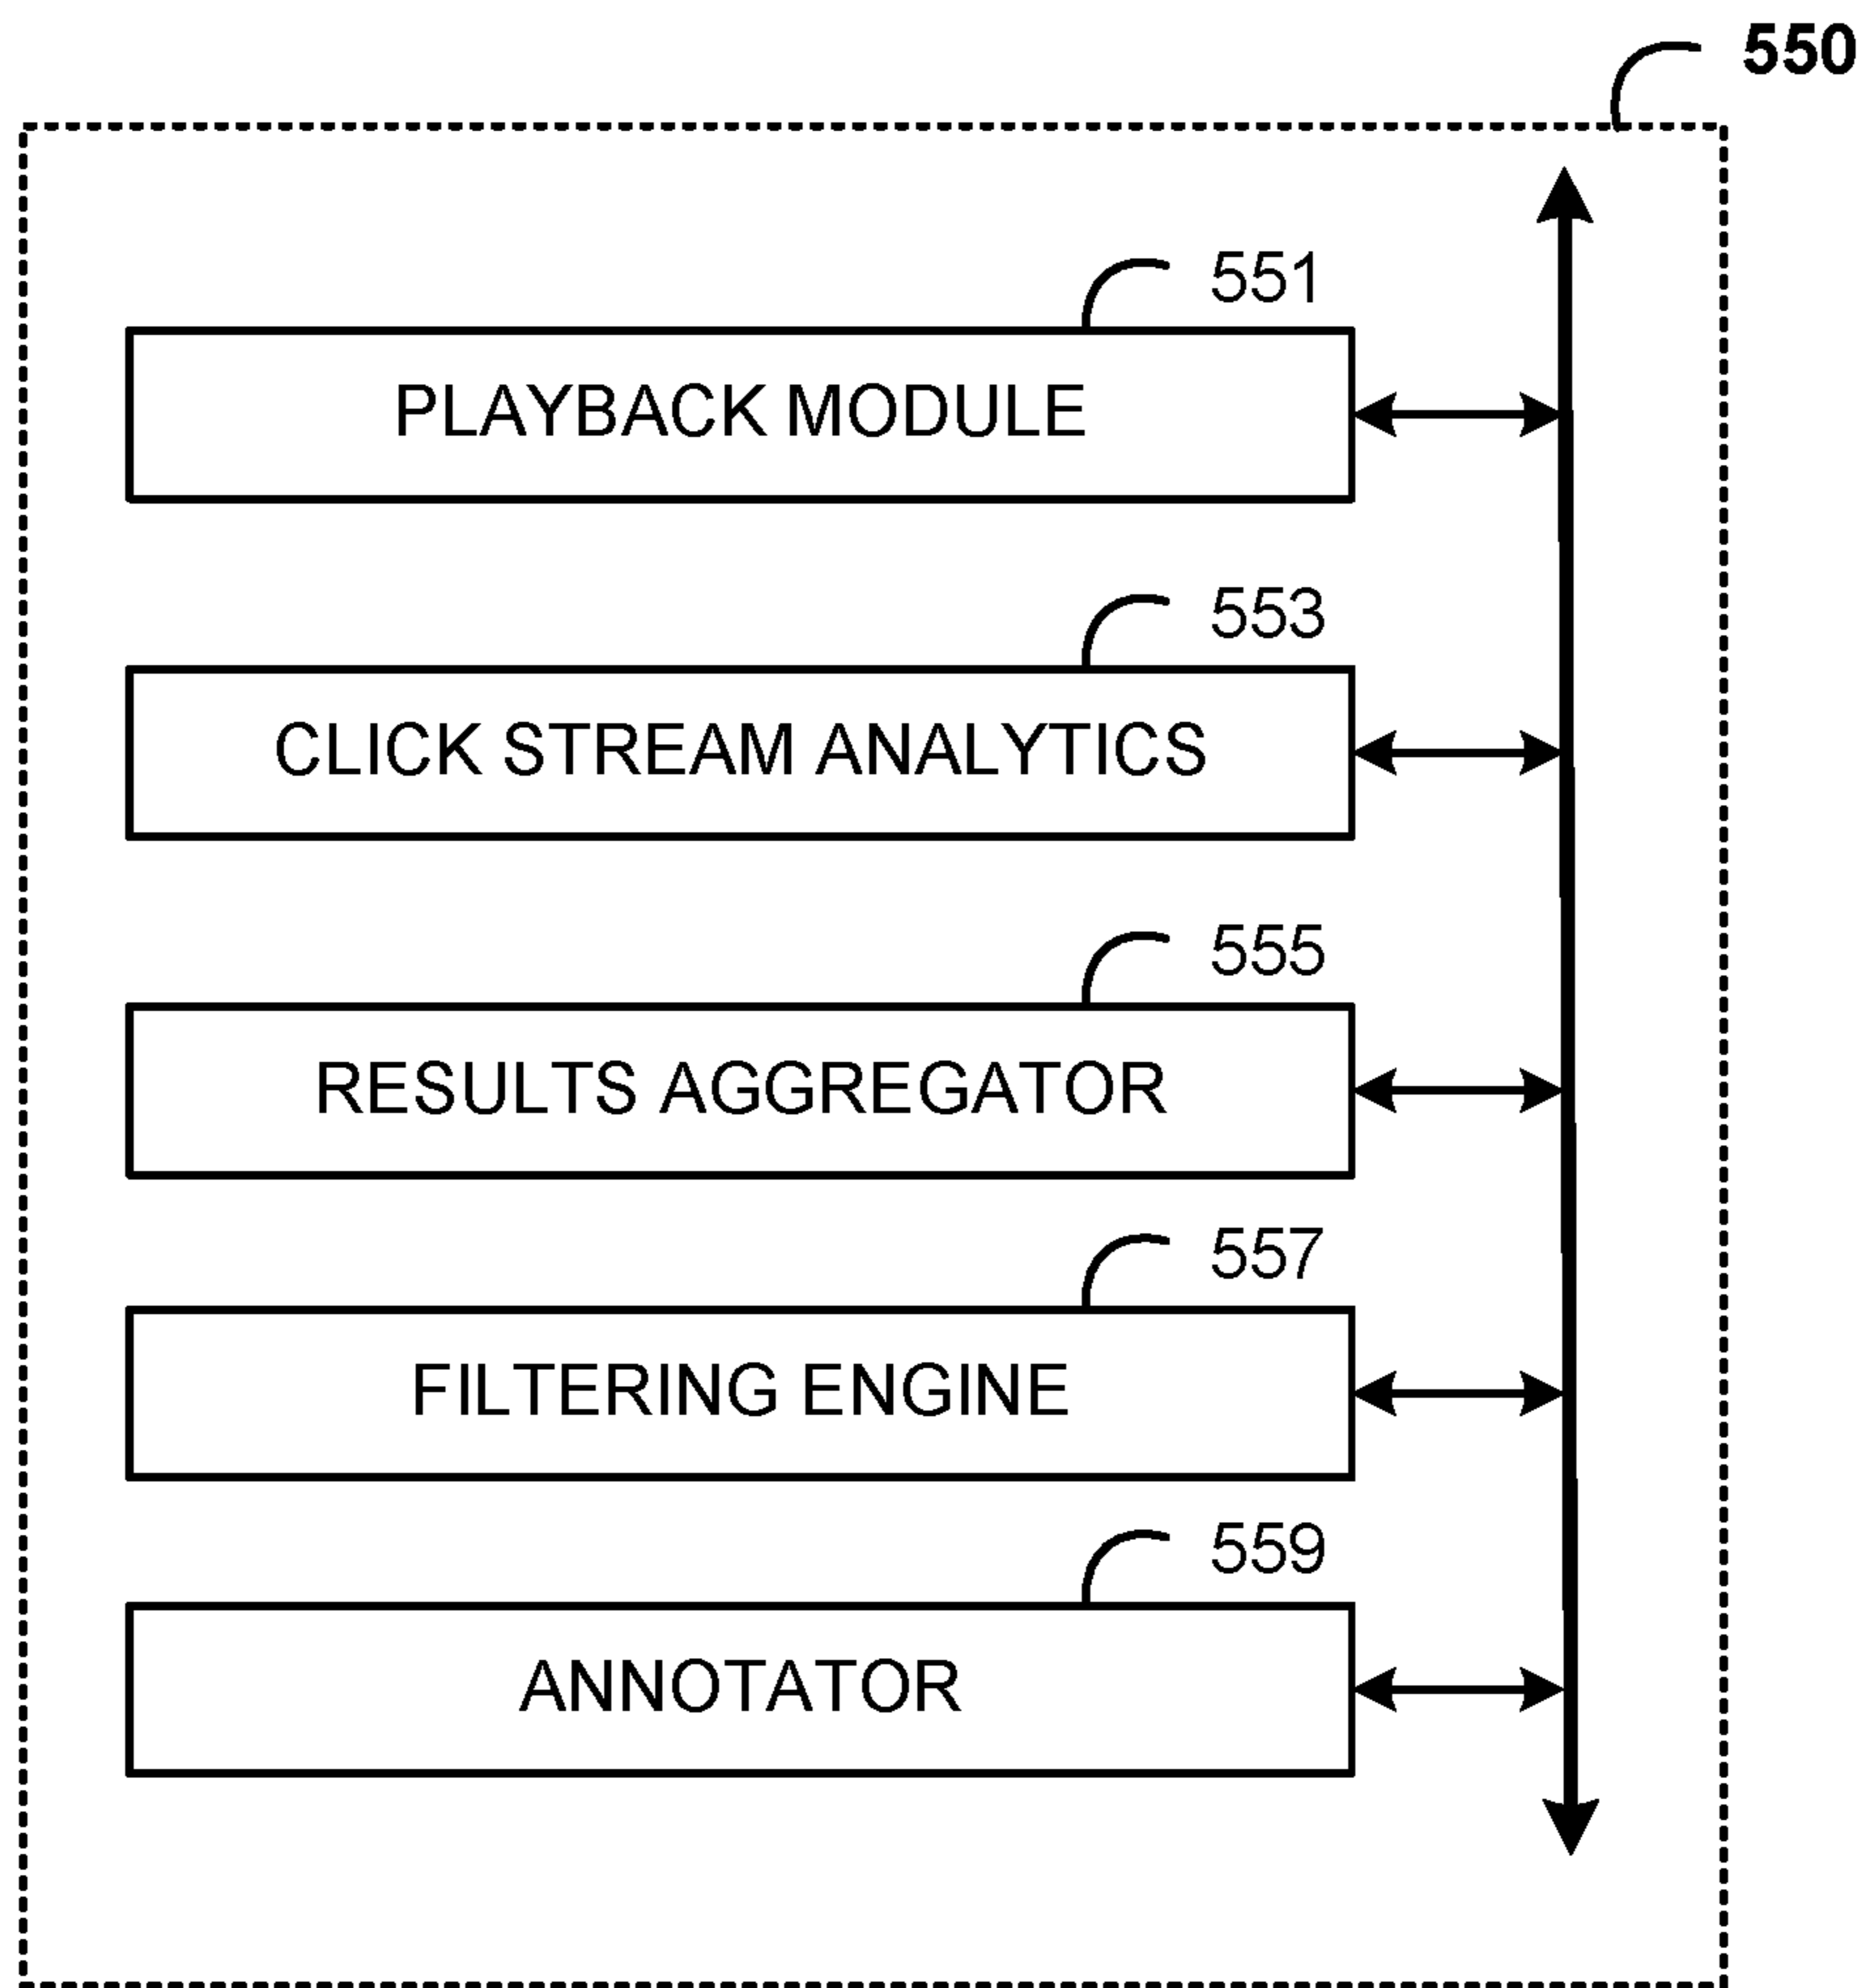 550
551
PLAYBACK MODULE
553
CLICK STREAM ANALYTICS
555
RESULTS AGGREGATOR
557
FILTERING ENGINE
559
ANNOTATOR